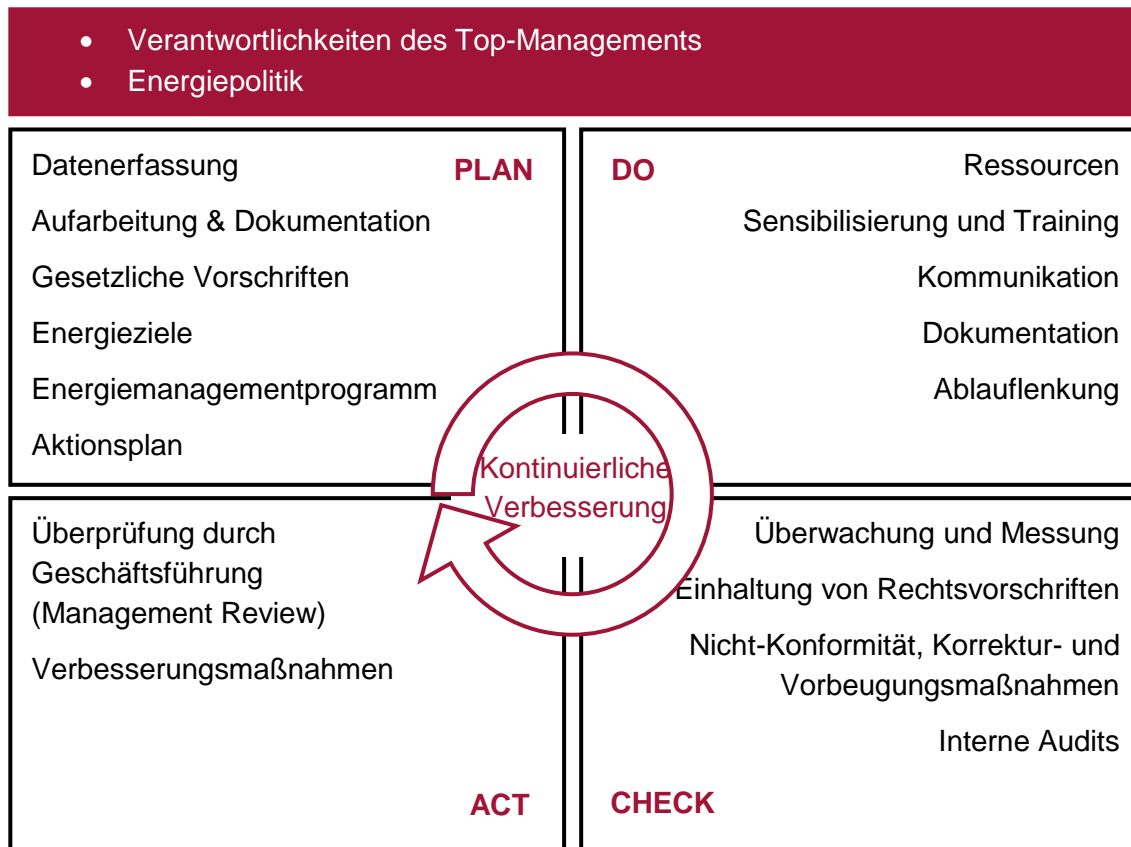 • Verantwortlichkeiten des Top-Managements
• Energiepolitik
PLAN
Datenerfassung
Aufarbeitung & Dokumentation
Gesetzliche Vorschriften
Energieziele
Energiemanagementprogramm
Aktionsplan
DO
Ressourcen
Sensibilisierung und Training
Kommunikation
Dokumentation
Ablauflenkung
Kontinuierliche
Verbesserung
Überprüfung durch
Geschäftsführung
(Management Review)
Verbesserungsmaßnahmen
ACT
Überwachung und Messung
Einhaltung von Rechtsvorschriften
Nicht-Konformität, Korrektur- und
Vorbeugungsmaßnahmen
Interne Audits
CHECK